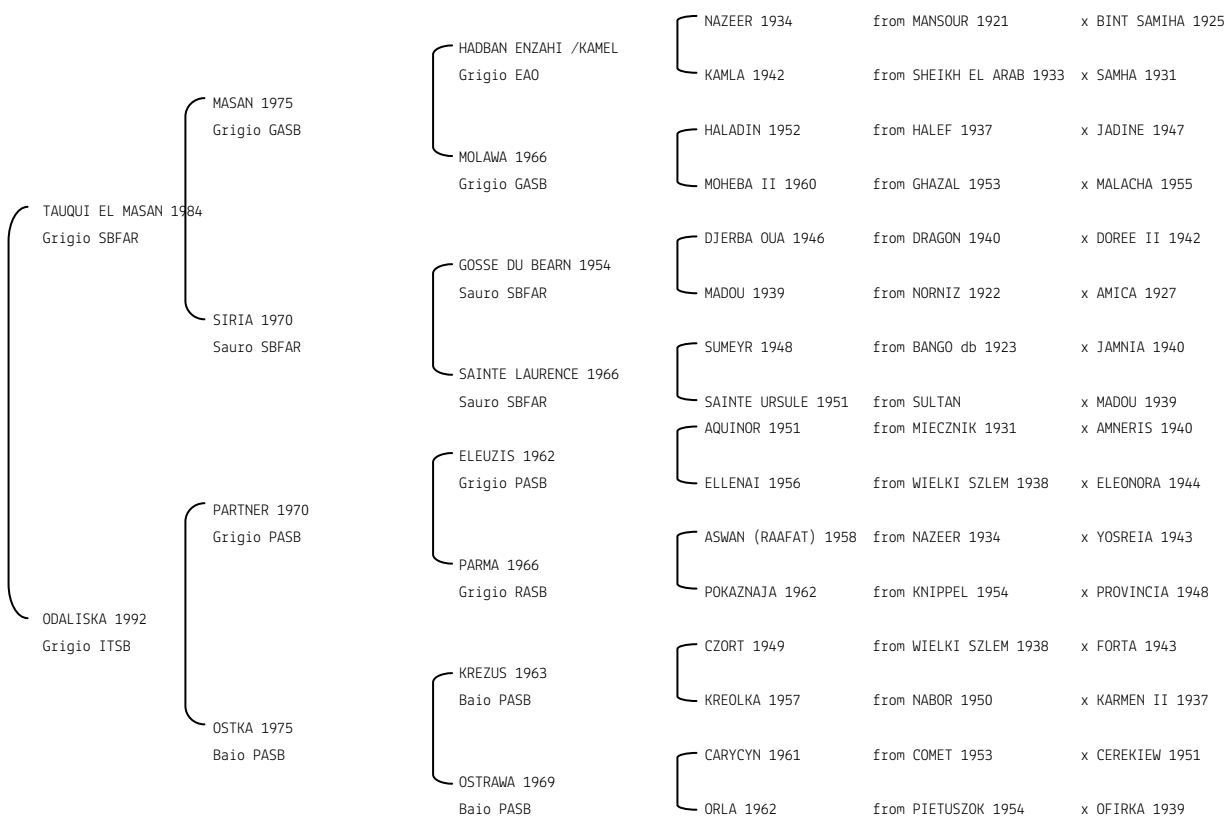 NAZEER 1934 from MANSOUR 1921 x BINT SAMIHA 1925
HADBAN ENZAHI /KAMEL
Grigio EAO
KAMLA 1942 from SHEIKH EL ARAB 1933 x SAMHA 1931
MASAN 1975
Grigio GASB
HALADIN 1952 from HALEF 1937 x JADINE 1947
MOLAWA 1966
Grigio GASB
MOHEBA II 1960 from GHAZAL 1953 x MALACHA 1955
TAUQUI EL MASAN 1984
Grigio SBFAR
DJERBA OUA 1946 from DRAGON 1940 x DOREE II 1942
GOSSE DU BEARN 1954
Sauro SBFAR
MADOU 1939 from NORNIZ 1922 x AMICA 1927
SIRIA 1970
Sauro SBFAR
SUMEYR 1948 from BANGO db 1923 x JAMNIA 1940
SAINTE LAURENCE 1966
Sauro SBFAR
SAINTE URSULE 1951 from SULTAN x MADOU 1939
AQUINOR 1951 from MIECZNIK 1931 x AMNERIS 1940
ELEUZIS 1962
Grigio PASB
ELLENAI 1956 from WIELKI SZLEM 1938 x ELEONORA 1944
PARTNER 1970
Grigio PASB
ASWAN (RAAFAT) 1958 from NAZEER 1934 x YOSREIA 1943
PARMA 1966
Grigio RASB
POKAZNAJA 1962 from KNIPPEL 1954 x PROVINCIA 1948
ODALISKA 1992
Grigio ITSB
CZORT 1949 from WIELKI SZLEM 1938 x FORTA 1943
KREZUS 1963
Baio PASB
KREOLKA 1957 from NABOR 1950 x KARMEN II 1937
OSTKA 1975
Baio PASB
CARYCYN 1961 from COMET 1953 x CEREKIEW 1951
OSTRAWA 1969
Baio PASB
ORLA 1962 from PIETUSZOK 1954 x OFIRKA 1939